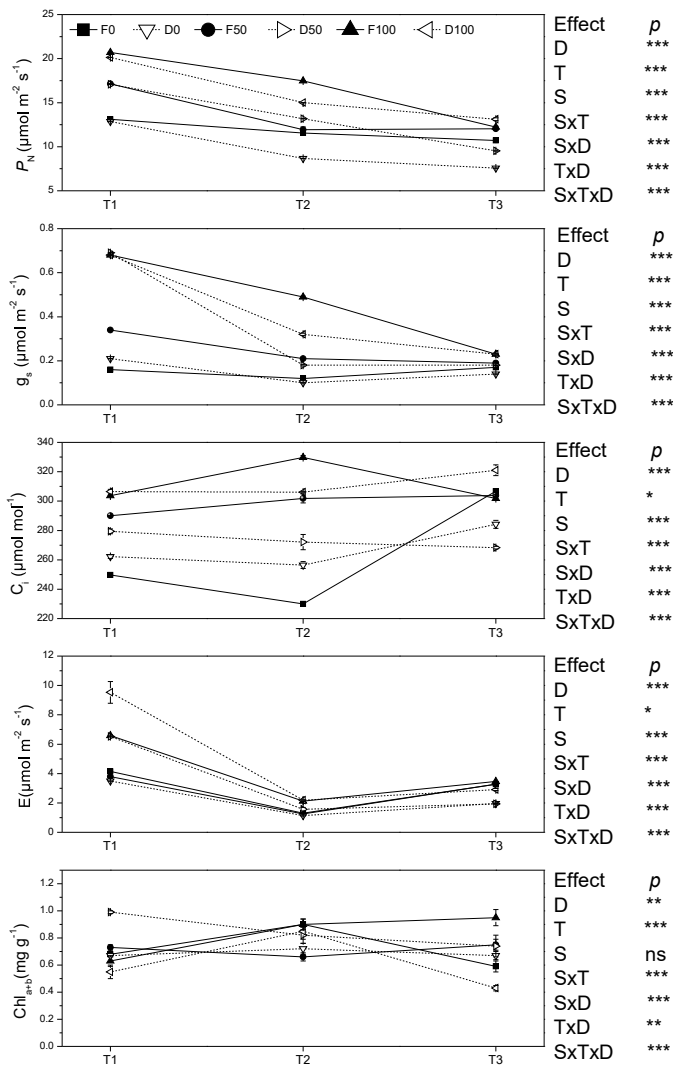 F0 D0 F50 D50 F100 D100
25
20
15
10
5
P_N (µmol m⁻² s⁻¹)
T1 T2 T3
Effect p
D ***
T ***
S ***
SxT ***
SxD ***
TxD ***
SxTxD ***
0.8
0.6
0.4
0.2
0.0
g_s (µmol m⁻² s⁻¹)
T1 T2 T3
Effect p
D ***
T ***
S ***
SxT ***
SxD ***
TxD ***
SxTxD ***
340
320
300
280
260
240
220
C_i (µmol mol⁻¹)
T1 T2 T3
Effect p
D ***
T *
S ***
SxT ***
SxD ***
TxD ***
SxTxD ***
12
10
8
6
4
2
0
E(µmol m⁻² s⁻¹)
T1 T2 T3
Effect p
D ***
T *
S ***
SxT ***
SxD ***
TxD ***
SxTxD ***
1.2
1.0
0.8
0.6
0.4
0.2
0.0
Chl_a+b(mg g⁻¹)
T1 T2 T3
Effect p
D **
T ***
S ns
SxT ***
SxD ***
TxD **
SxTxD ***